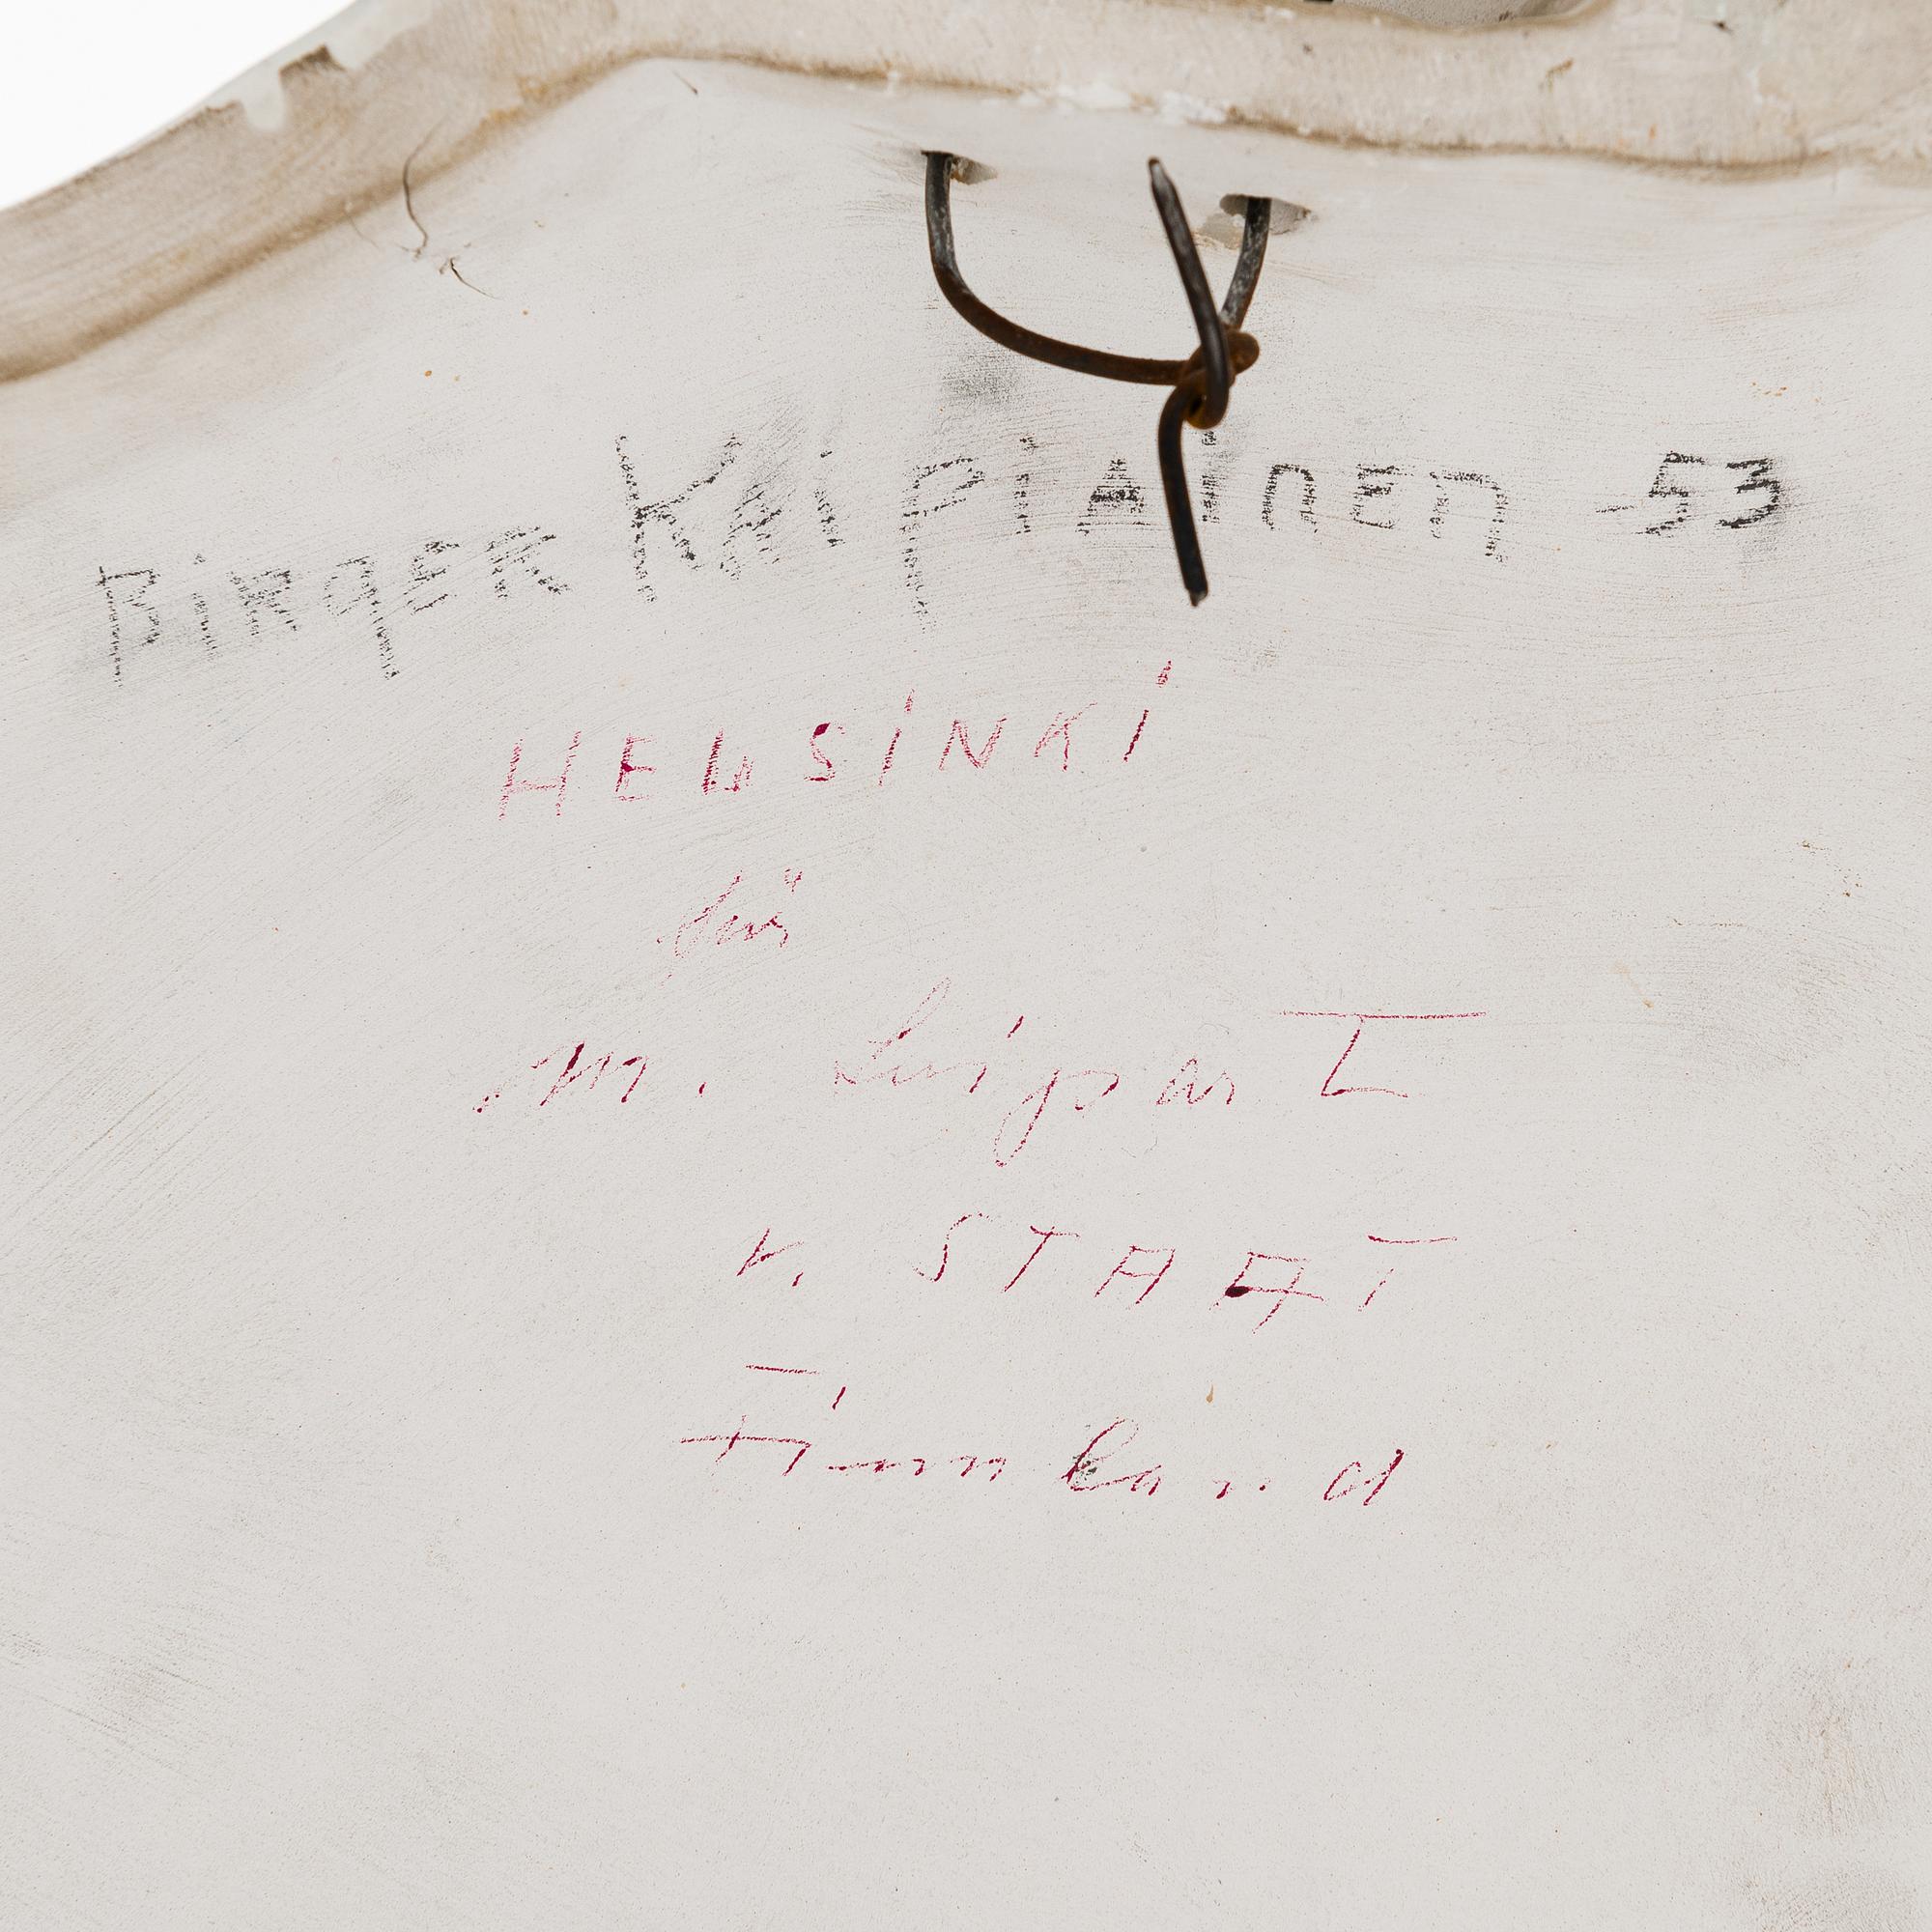 Birger Kaipiainen -53
HELSINKI
für
M.
v. STAAT
Finnland